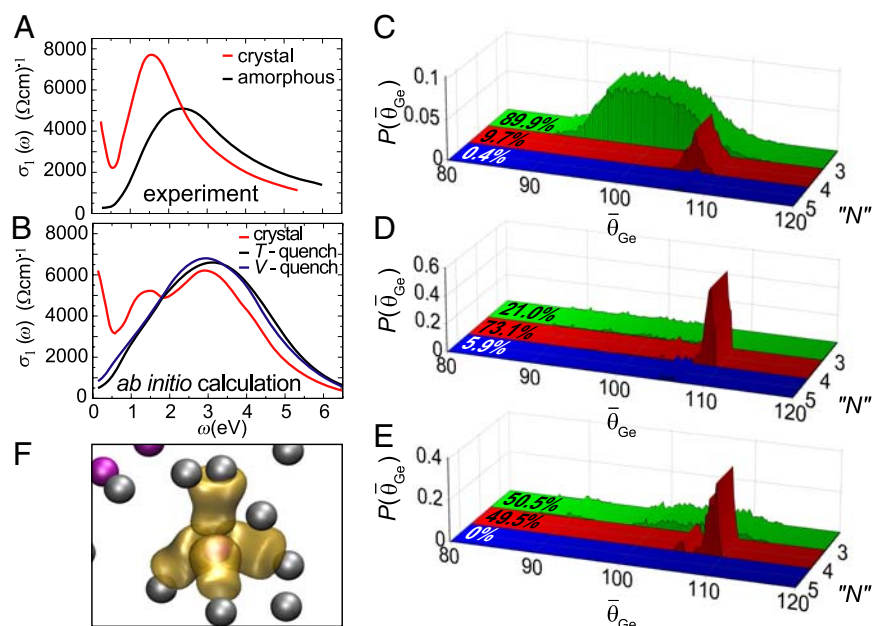 A
8000
6000
4000
2000
0
σ₁ (ω) (Ωcm)⁻¹
crystal
amorphous
experiment
B
8000
6000
4000
2000
0
σ₁ (ω) (Ωcm)⁻¹
crystal
T - quench
V - quench
ab initio calculation
0 1 2 3 4 5 6
ω(eV)
F
C
0.1
0.05
0
P(θ̄Ge)
89.9%
9.7%
0.4%
80 90 100 110 120
θ̄Ge
3
4
5
"N"
D
0.6
0.4
0.2
0
P(θ̄Ge)
21.0%
73.1%
5.9%
80 90 100 110 120
θ̄Ge
3
4
5
"N"
E
0.4
0.2
0
P(θ̄Ge)
50.5%
49.5%
0%
80 90 100 110 120
θ̄Ge
3
4
5
"N"